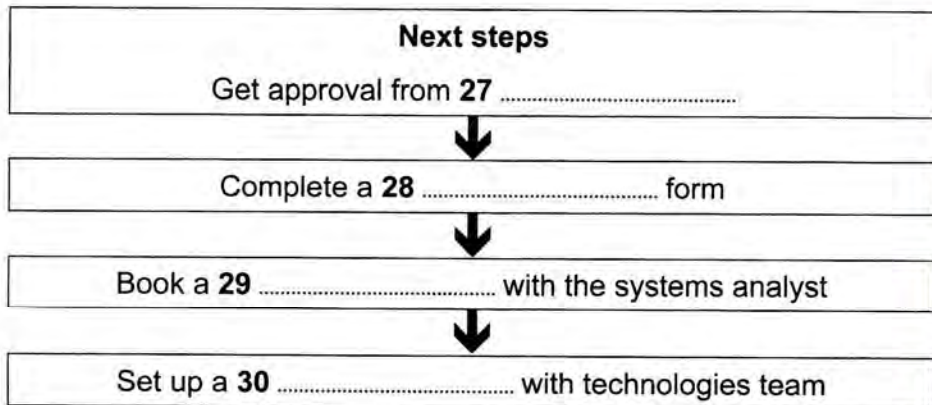 Next steps
Get approval from 27 ..............................
Complete a 28 .............................. form
Book a 29 .............................. with the systems analyst
Set up a 30 .............................. with technologies team